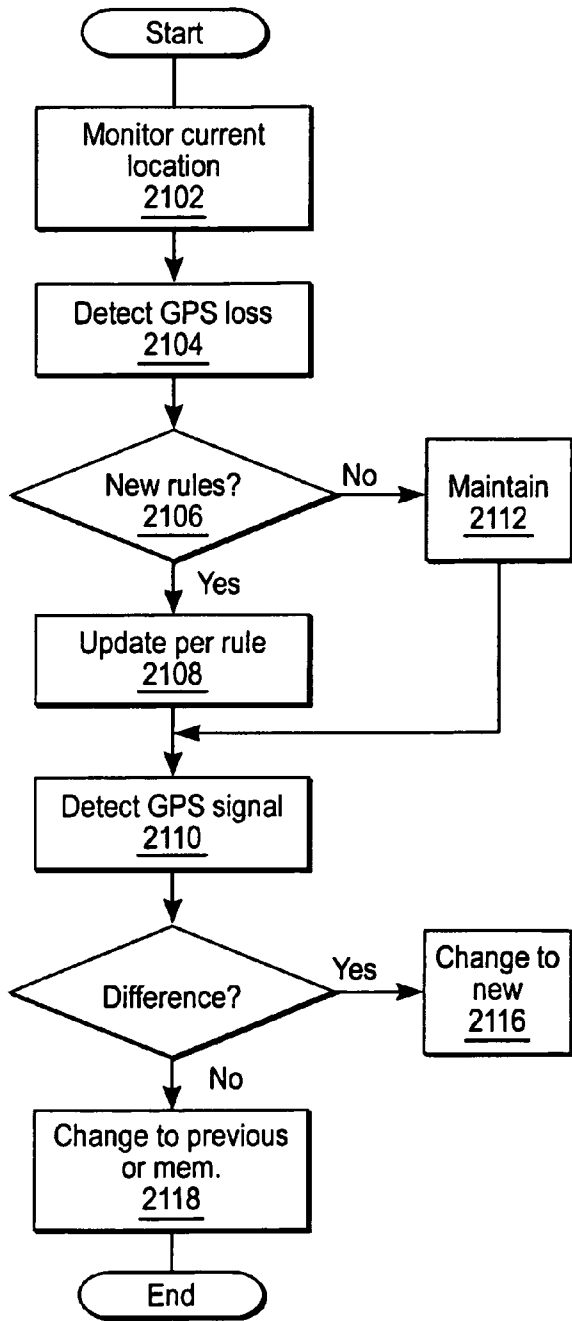 Start
Monitor current
location
2102
Detect GPS loss
2104
New rules?
2106
No
Maintain
2112
Yes
Update per rule
2108
Detect GPS signal
2110
Difference?
Yes
Change to
new
2116
No
Change to previous
or mem.
2118
End